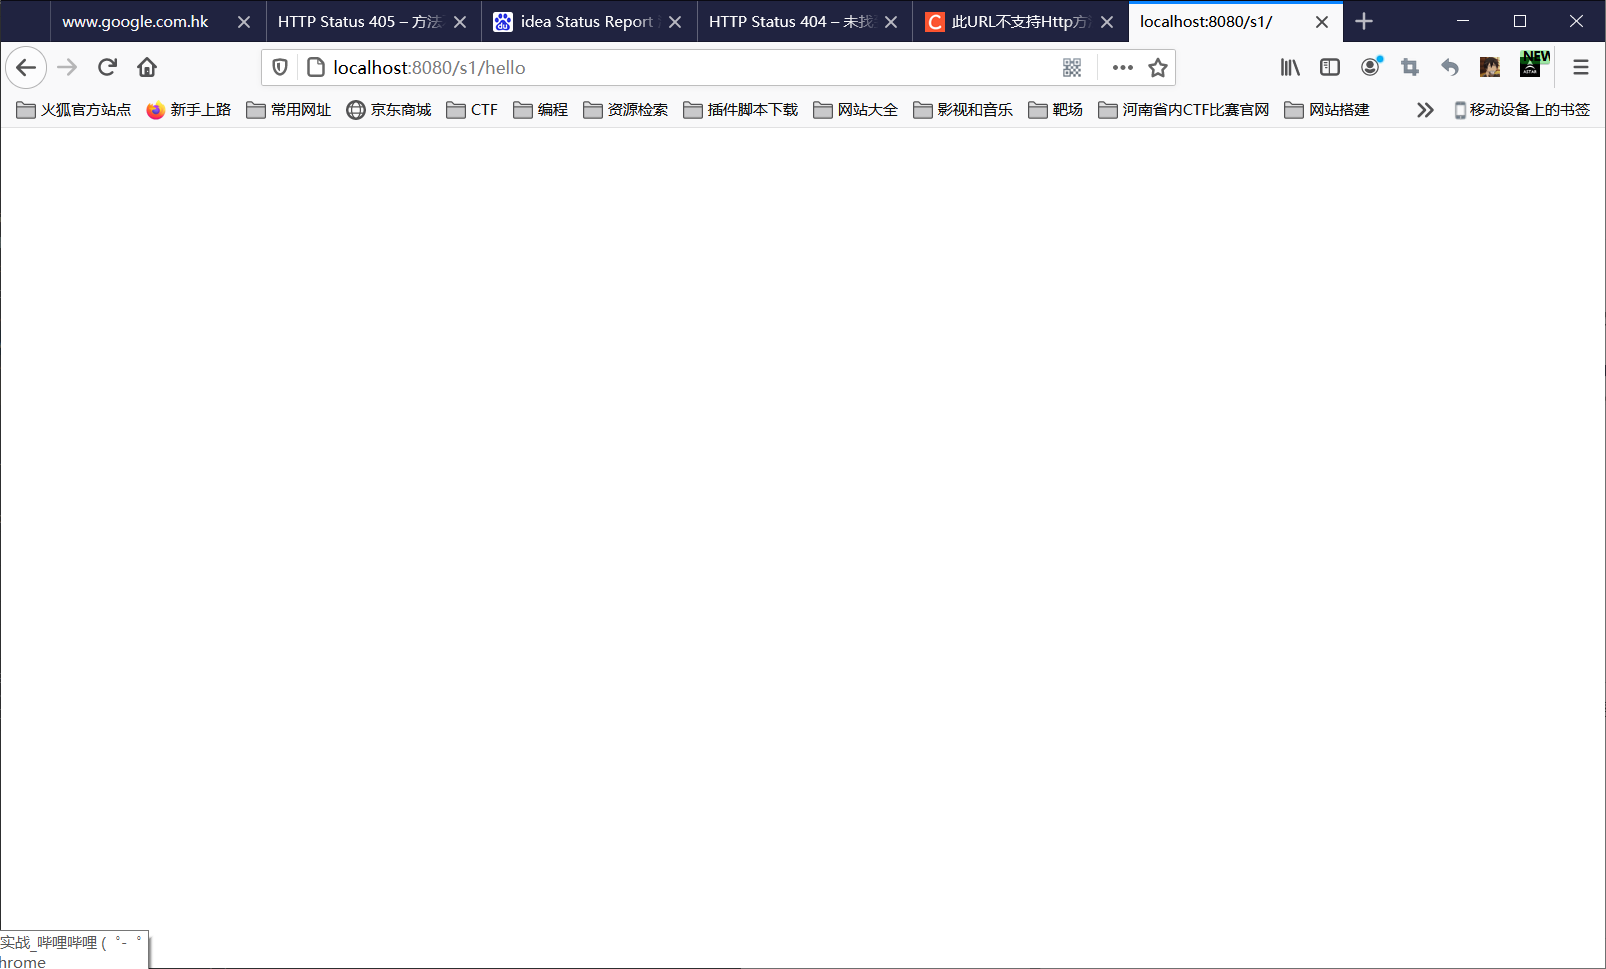 www.google.com.hk
HTTP Status 405 – 方法
idea Status Report
HTTP Status 404 – 未找
此URL不支持Http方
localhost:8080/s1/
localhost:8080/s1/hello
NEW
火狐官方站点
新手上路
常用网址
京东商城
CTF
编程
资源检索
插件脚本下载
网站大全
影视和音乐
靶场
河南省内CTF比赛官网
网站搭建
移动设备上的书签
实战_哔哩哔哩 ( ゜- ゜
hrome